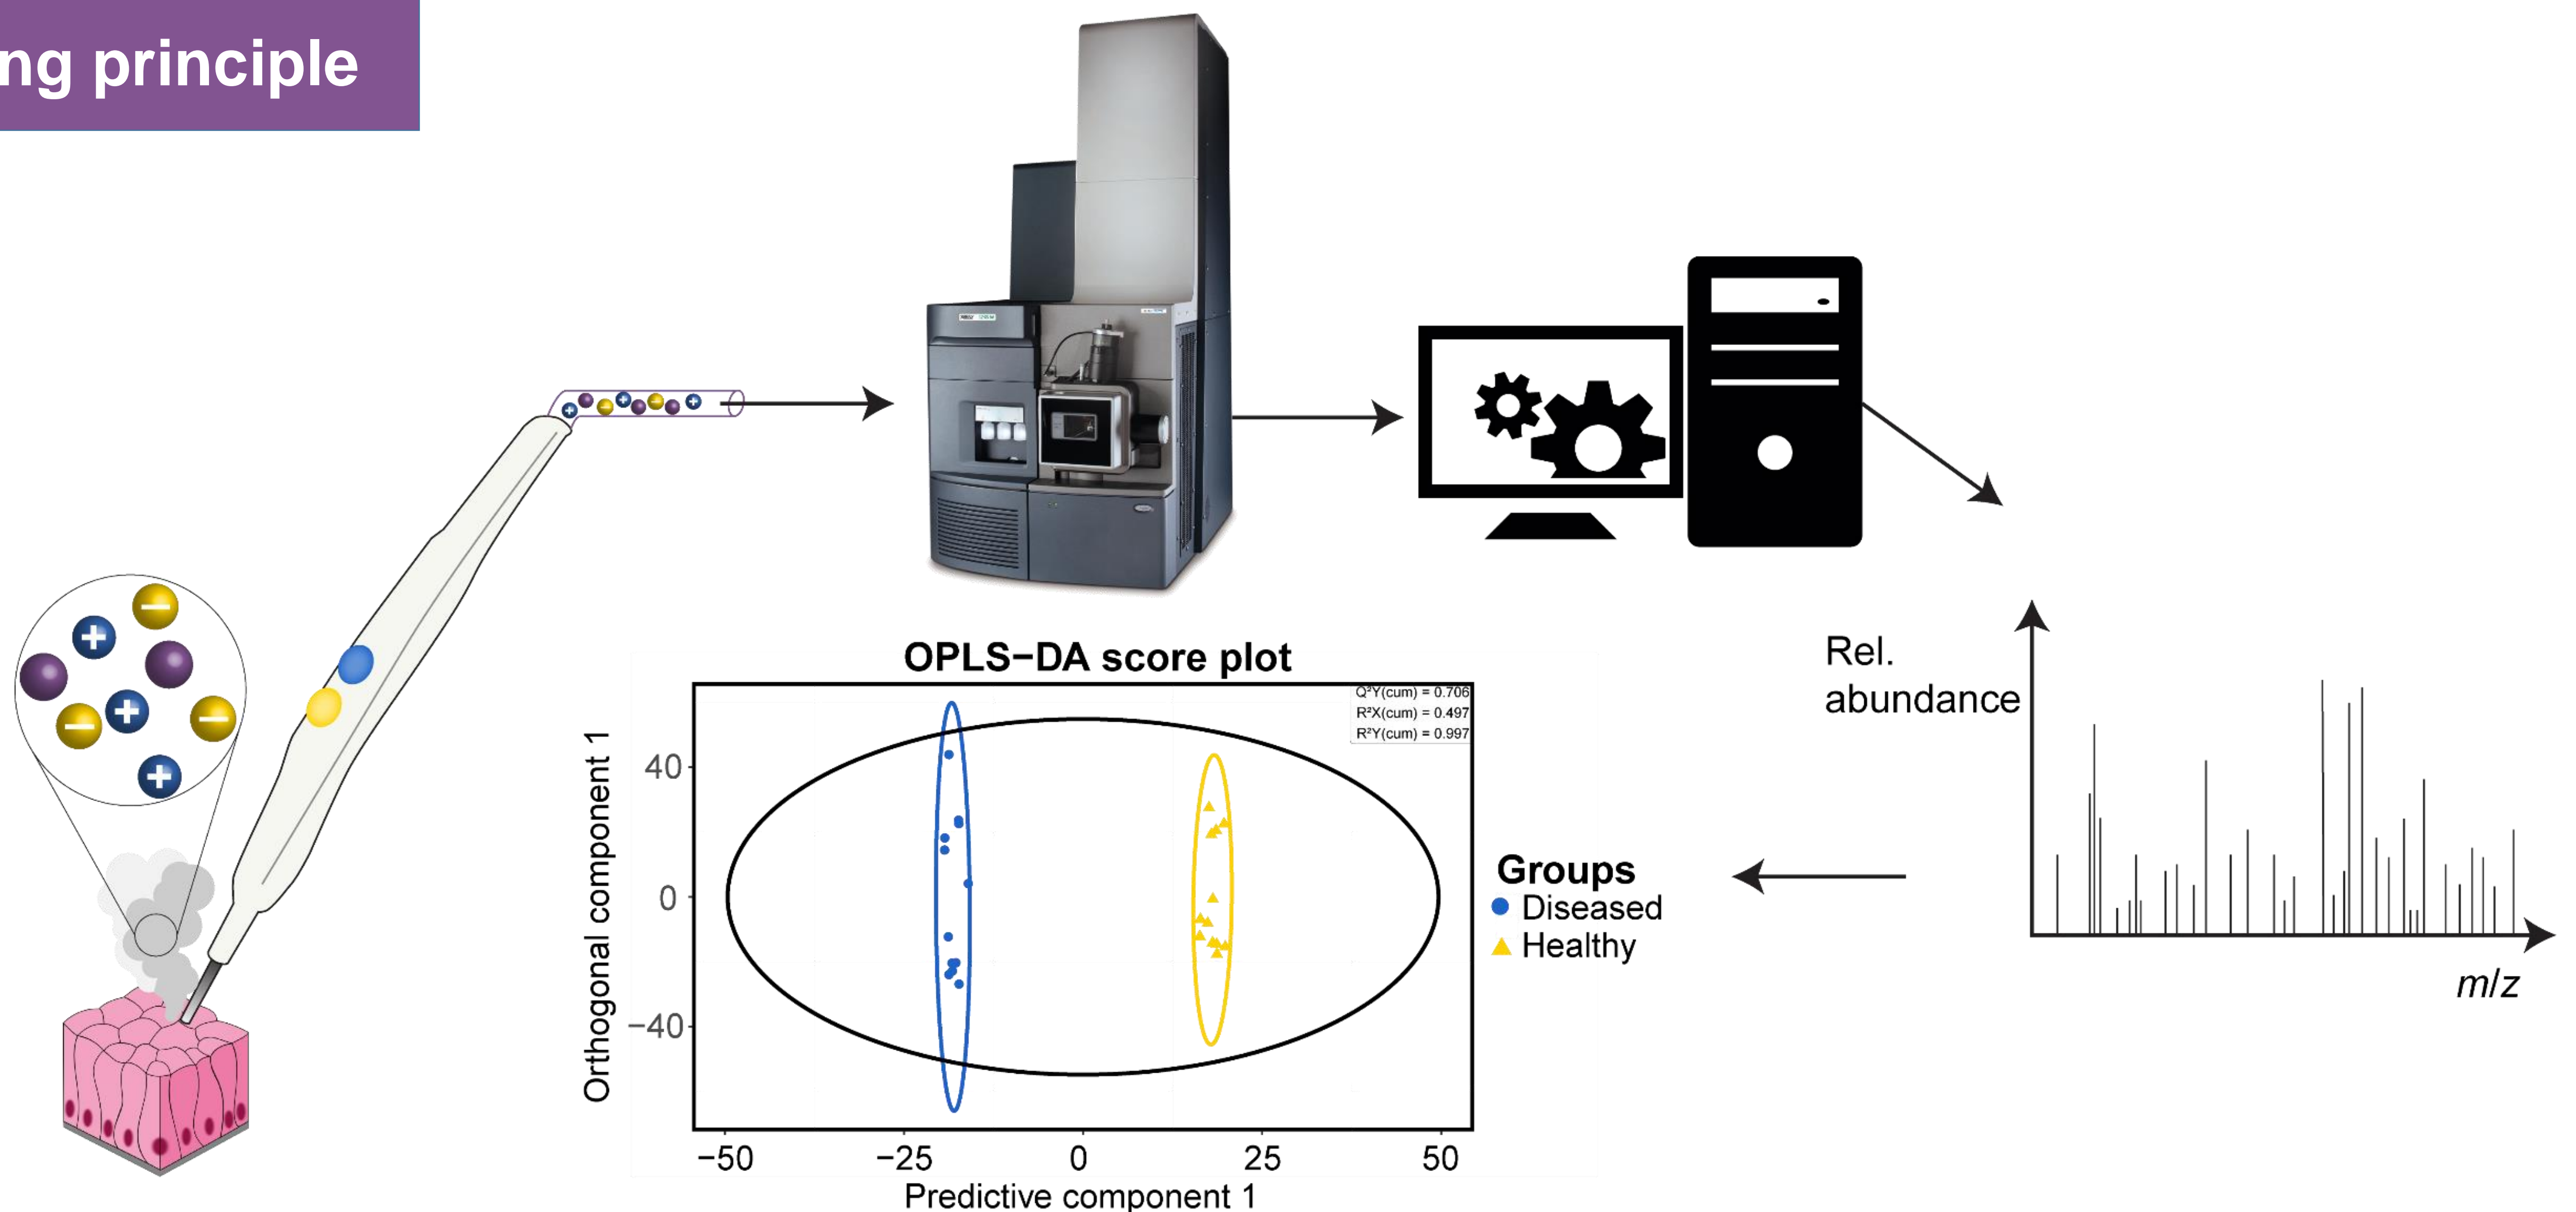 ng principle
OPLS−DA score plot
Q²Y(cum) = 0.706
R²X(cum) = 0.497
R²Y(cum) = 0.997
Orthogonal component 1
40
0
−40
−50 −25 0 25 50
Predictive component 1
Groups
Diseased
Healthy
Rel.
abundance
m/z